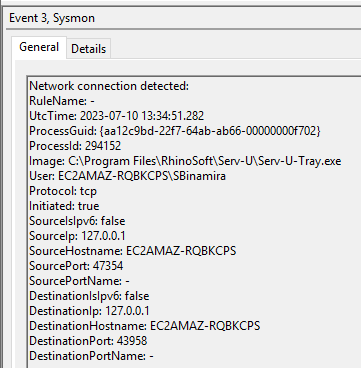 Event 3, Sysmon
General
Details
Network connection detected:
RuleName: -
UtcTime: 2023-07-10 13:34:51.282
ProcessGuid: {aa12c9bd-22f7-64ab-ab66-00000000f702}
ProcessId: 294152
Image: C:\Program Files\RhinoSoft\Serv-U\Serv-U-Tray.exe
User: EC2AMAZ-RQBKCPS\SBinamira
Protocol: tcp
Initiated: true
SourceIsIpv6: false
SourceIp: 127.0.0.1
SourceHostname: EC2AMAZ-RQBKCPS
SourcePort: 47354
SourcePortName: -
DestinationIsIpv6: false
DestinationIp: 127.0.0.1
DestinationHostname: EC2AMAZ-RQBKCPS
DestinationPort: 43958
DestinationPortName: -